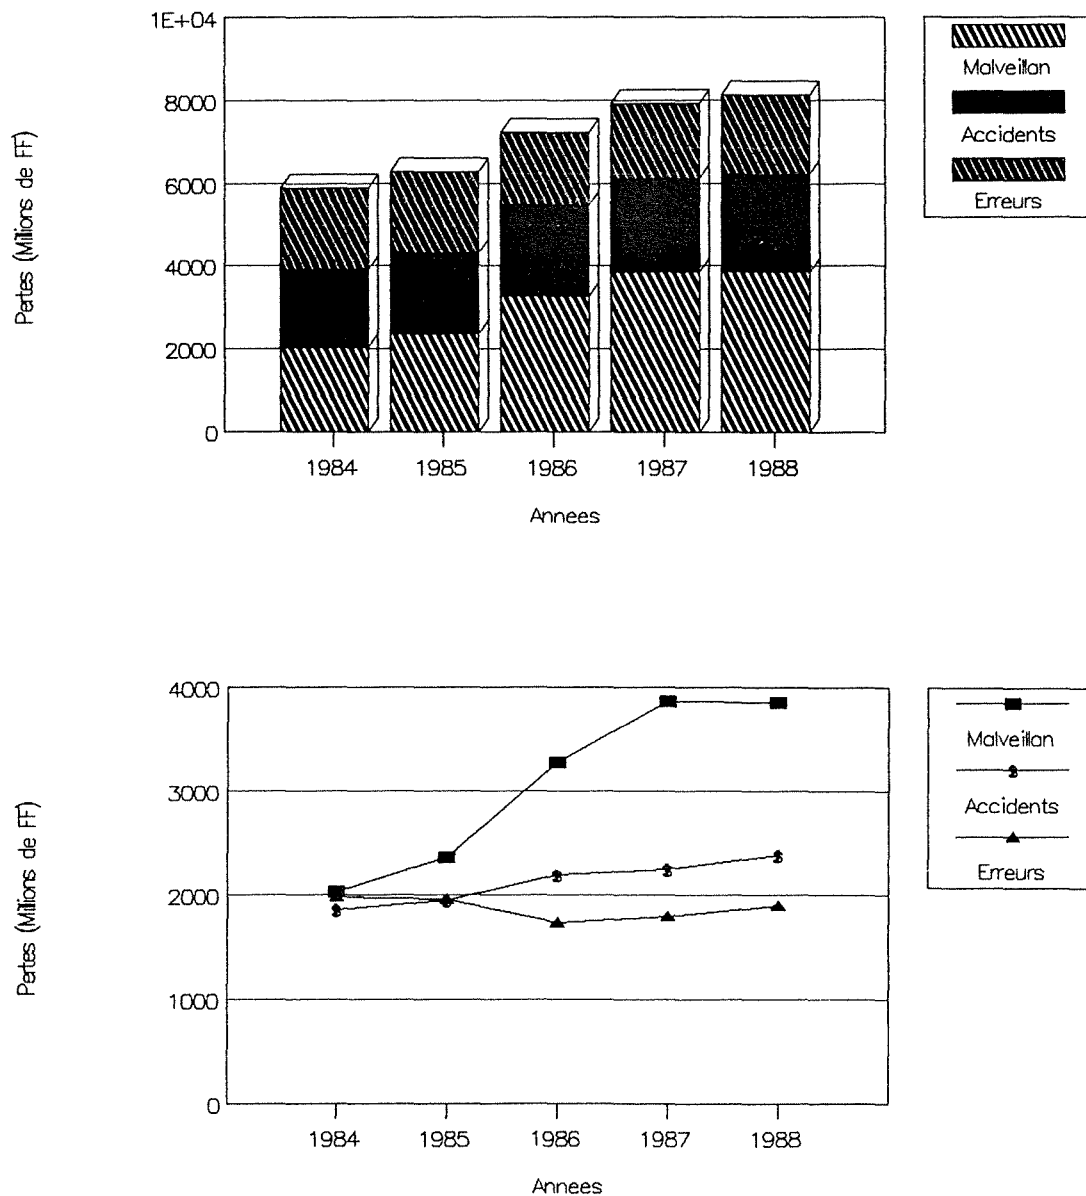 1E+04
8000
6000
4000
2000
0
Pertes (Millions de FF)
1984 1985 1986 1987 1988
Annees
Malveillan
Accidents
Erreurs
4000
3000
2000
1000
0
Pertes (Millions de FF)
1984 1985 1986 1987 1988
Annees
Malveillan
Accidents
Erreurs